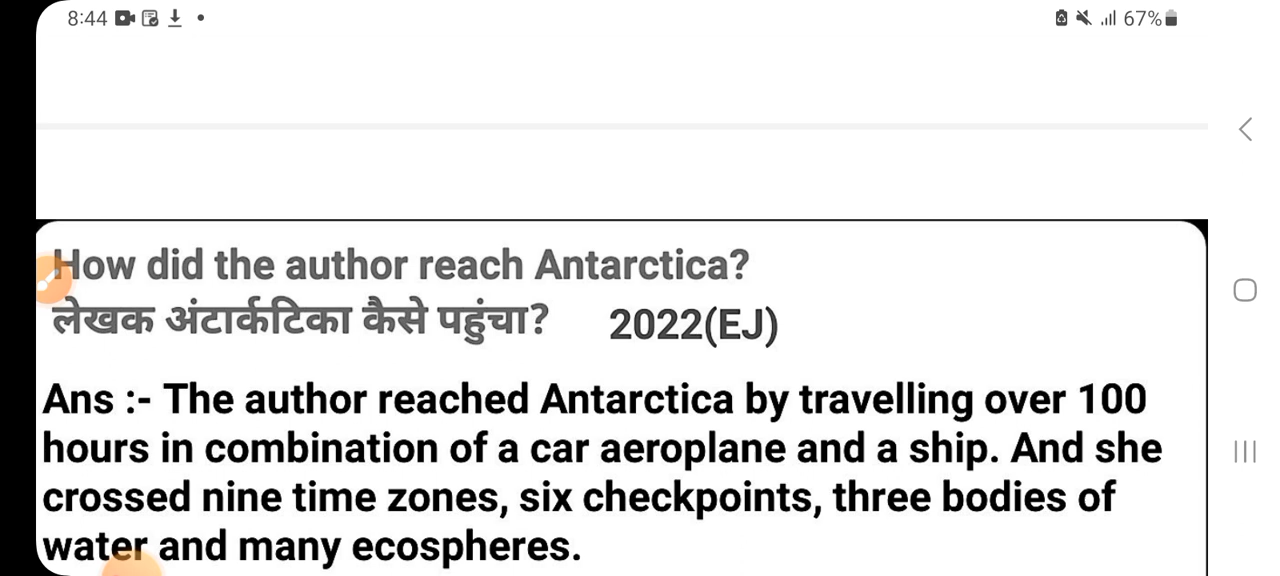 8:44
67%
How did the author reach Antarctica?
लेखक अंटार्कटिका कैसे पहुंचा? 2022(EJ)
Ans :- The author reached Antarctica by travelling over 100
hours in combination of a car aeroplane and a ship. And she
crossed nine time zones, six checkpoints, three bodies of
water and many ecospheres.